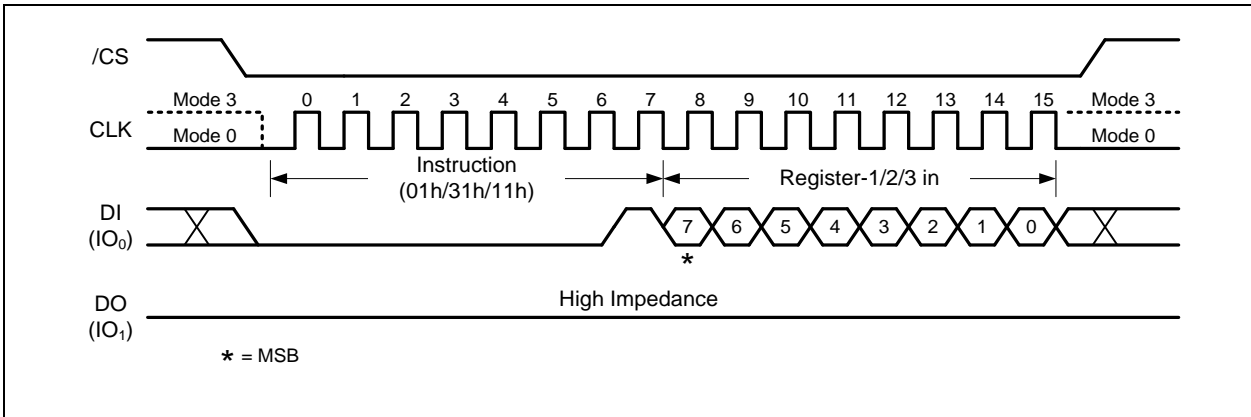 /CS
Mode 3 0 1 2 3 4 5 6 7 8 9 10 11 12 13 14 15 Mode 3
CLK
Mode 0 Mode 0
Instruction
(01h/31h/11h)
Register-1/2/3 in
DI
(IO₀)
7 6 5 4 3 2 1 0
*
High Impedance
DO
(IO₁)
* = MSB